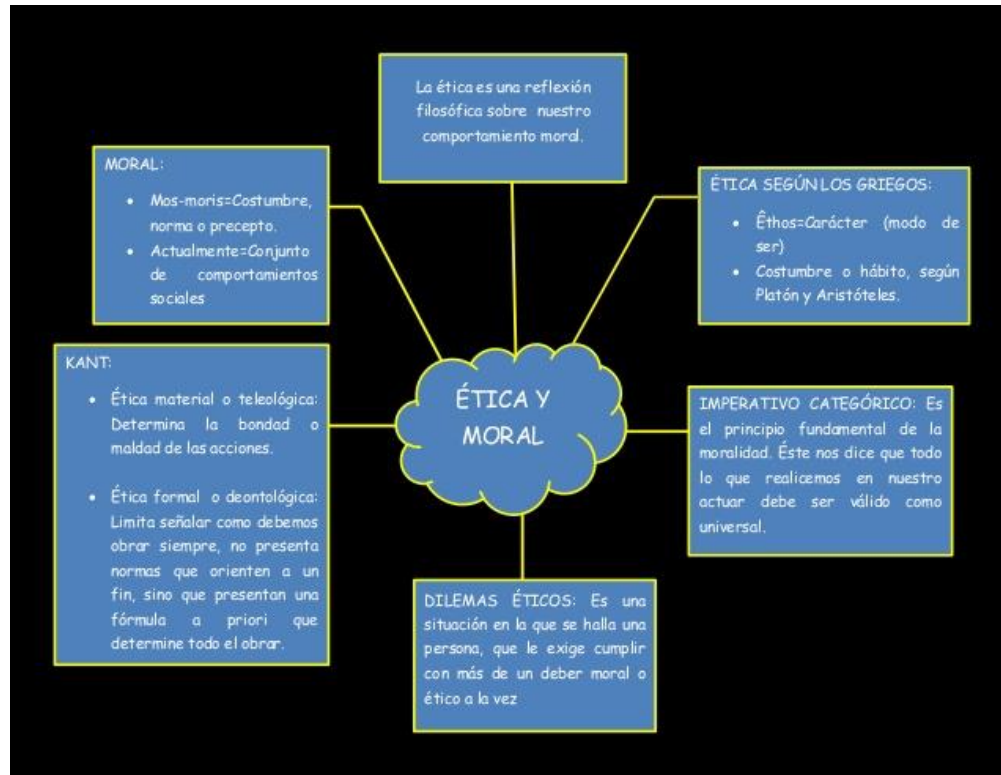 La ética es una reflexión
filosófica sobre nuestro
comportamiento moral.
MORAL:
• Mos-moris=Costumbre,
norma o precepto.
• Actualmente=Conjunto
de comportamientos
sociales
ÉTICA SEGÚN LOS GRIEGOS:
• Êthos=Carácter (modo de
ser)
• Costumbre o hábito, según
Platón y Aristóteles.
KANT:
• Ética material o teleológica:
Determina la bondad o
maldad de las acciones.
• Ética formal o deontológica:
Limita señalar como debemos
obrar siempre, no presenta
normas que orienten a un
fin, sino que presentan una
fórmula a priori que
determine todo el obrar.
ÉTICA Y
MORAL
IMPERATIVO CATEGÓRICO: Es
el principio fundamental de la
moralidad. Éste nos dice que todo
lo que realicemos en nuestro
actuar debe ser válido como
universal.
DILEMAS ÉTICOS: Es una
situación en la que se halla una
persona, que le exige cumplir
con más de un deber moral o
ético a la vez